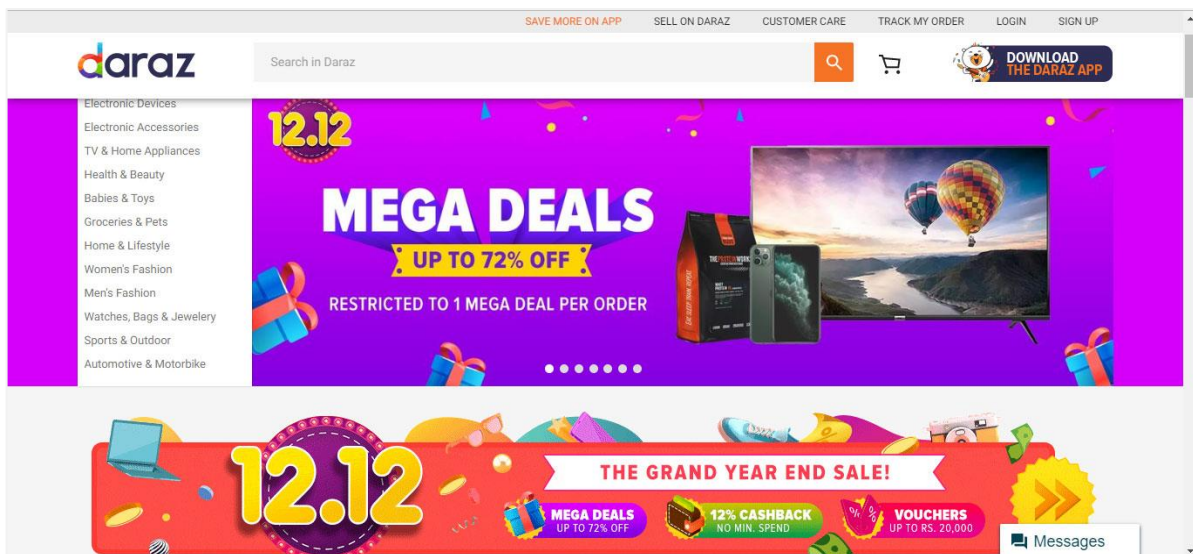 SAVE MORE ON APP SELL ON DARAZ CUSTOMER CARE TRACK MY ORDER LOGIN SIGN UP
daraz
Search in Daraz
DOWNLOAD
THE DARAZ APP
Electronic Devices
Electronic Accessories
TV & Home Appliances
Health & Beauty
Babies & Toys
Groceries & Pets
Home & Lifestyle
Women's Fashion
Men's Fashion
Watches, Bags & Jewelery
Sports & Outdoor
Automotive & Motorbike
12.12
MEGA DEALS
UP TO 72% OFF
RESTRICTED TO 1 MEGA DEAL PER ORDER
12.12
THE GRAND YEAR END SALE!
MEGA DEALS
UP TO 72% OFF
12% CASHBACK
NO MIN. SPEND
VOUCHERS
UP TO RS. 20,000
Messages